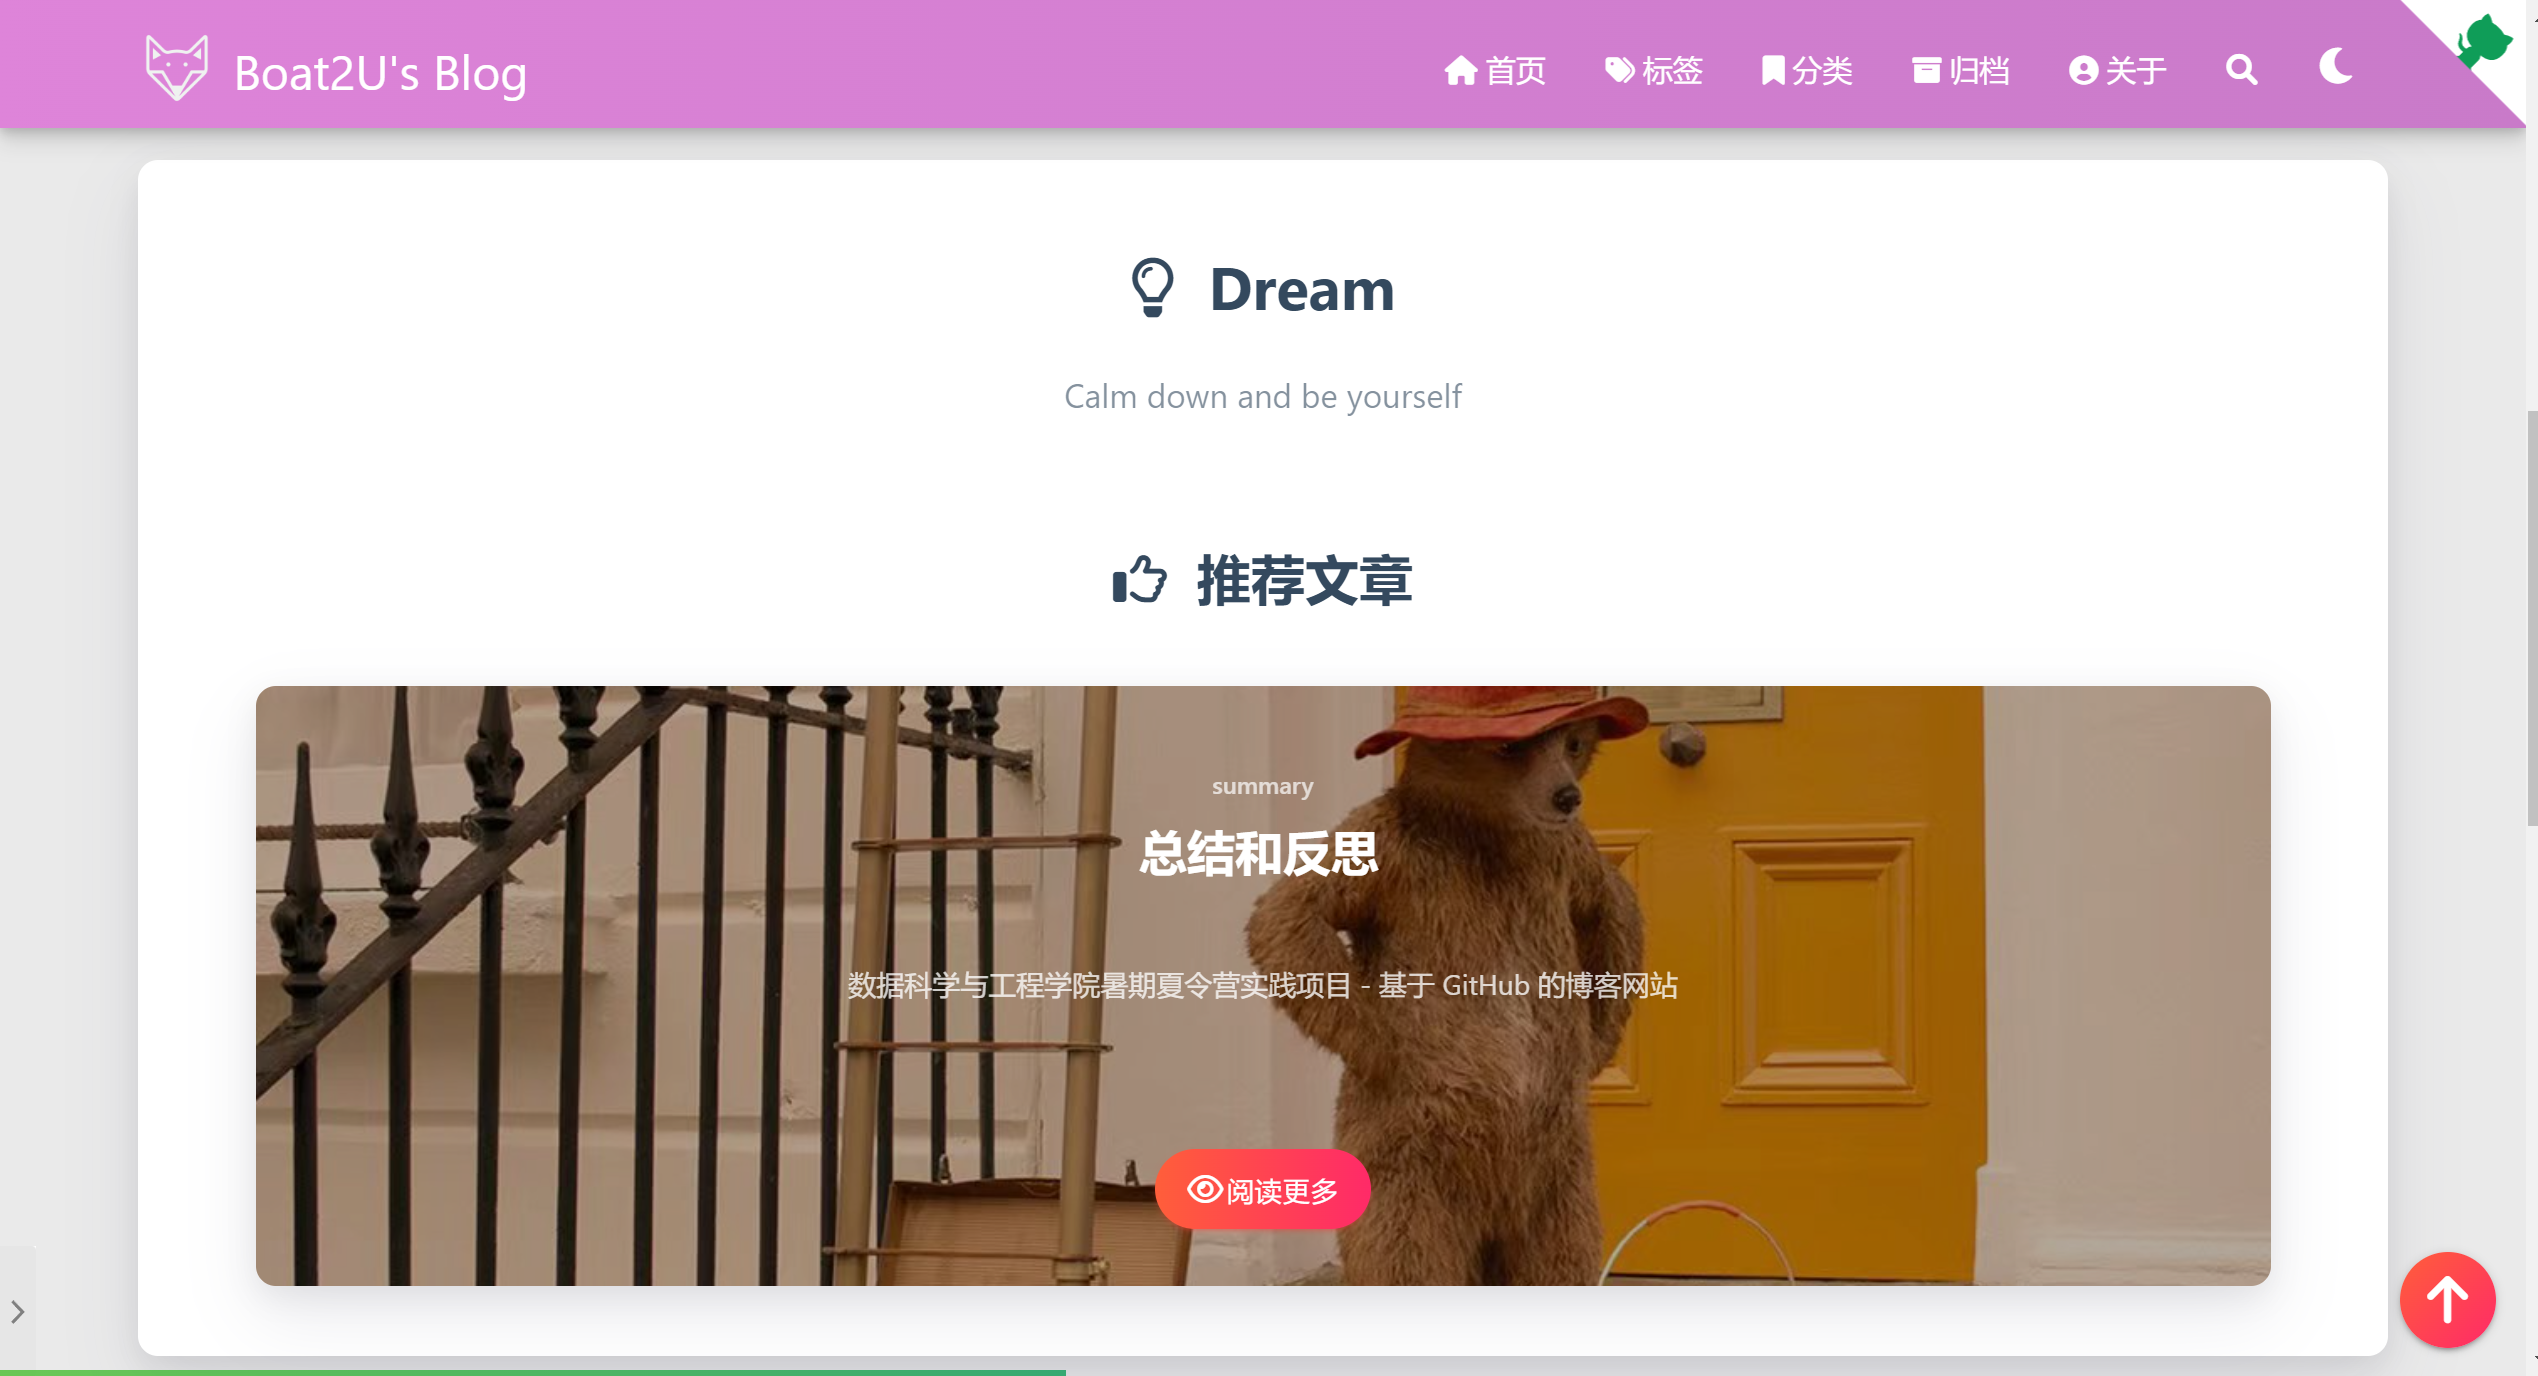 Boat2U's Blog
首页 标签 分类 归档 关于
Dream
Calm down and be yourself
推荐文章
summary
总结和反思
数据科学与工程学院暑期夏令营实践项目 - 基于 GitHub 的博客网站
阅读更多